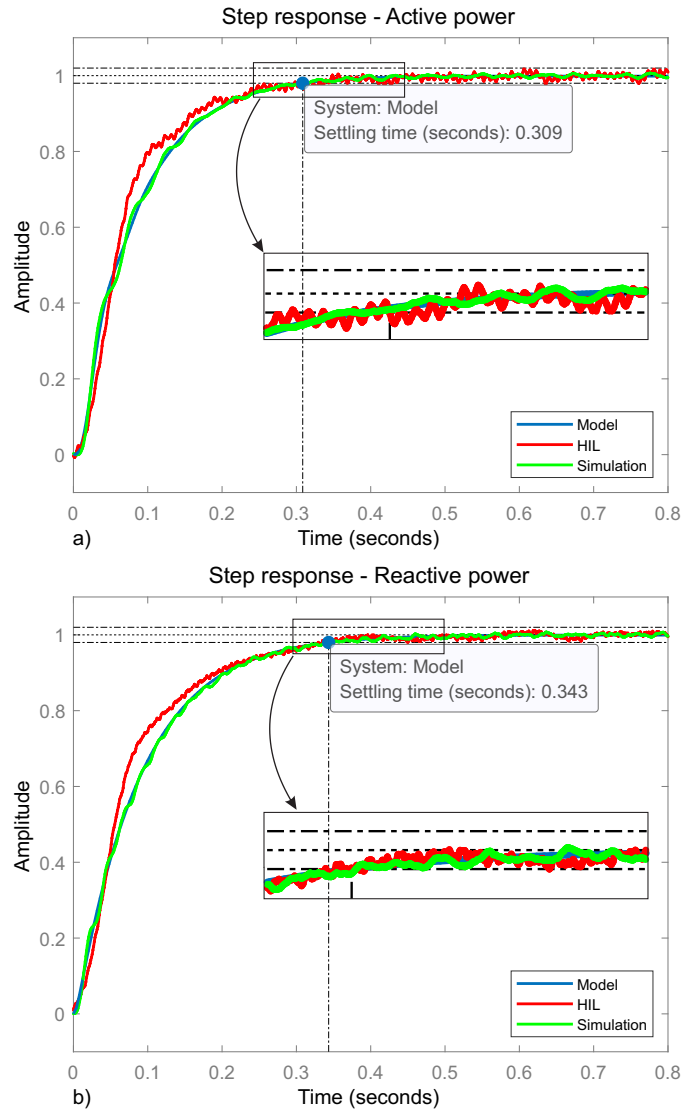 Step response - Active power
1
0.8
0.6
0.4
0.2
0
Amplitude
System: Model
Settling time (seconds): 0.309
Model
HIL
Simulation
0
0.1
0.2
0.3
0.4
0.5
0.6
0.7
0.8
a)
Time (seconds)
Step response - Reactive power
1
0.8
0.6
0.4
0.2
0
Amplitude
System: Model
Settling time (seconds): 0.343
Model
HIL
Simulation
0
0.1
0.2
0.3
0.4
0.5
0.6
0.7
0.8
b)
Time (seconds)